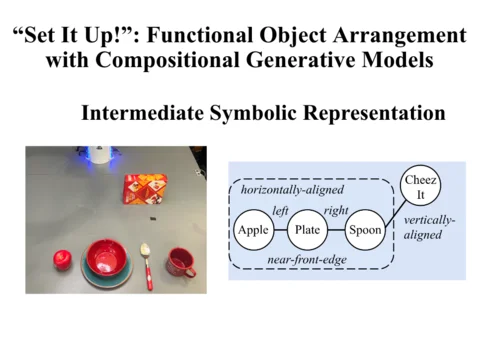 “Set It Up!”: Functional Object Arrangement
with Compositional Generative Models
Intermediate Symbolic Representation
horizontally-aligned
left
right
Apple
Plate
Spoon
near-front-edge
Cheez
It
vertically-
aligned